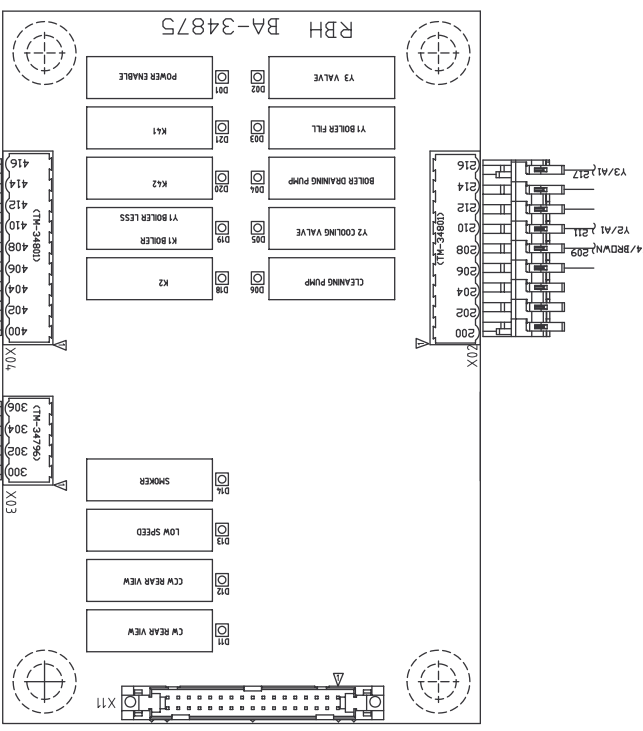 RBH BA-34875
POWER ENABLE
D01
D02
Y3 VALVE
K41
D21
D03
Y1 BOILER FILL
K42
D20
D04
BOILER DRAINING PUMP
Y1 BOILER LESS
K1 BOILER
D19
D05
Y2 COOLING VALVE
K2
D18
D06
CLEANING PUMP
416
414
412
410
408
406
404
402
400
(TM-34801)
X04
306
304
302
300
(TM-34796)
X03
216
214
212
210
208
206
204
202
200
(TM-34801)
X02
Y3/A1
217
Y2/A1
211
4/BROWN
209
SMOKER
D14
LOW SPEED
D13
CCW REAR VIEW
D12
CW REAR VIEW
D11
X11